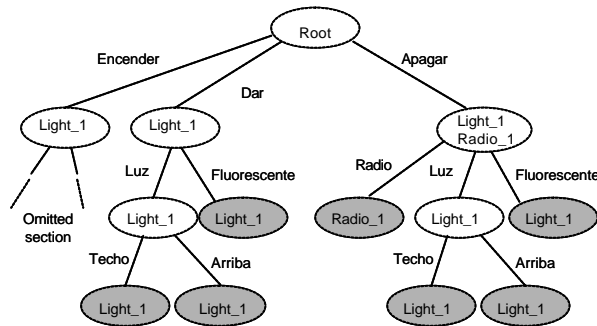 Root
Encender
Apagar
Dar
Light_1
Light_1
Light_1
Radio_1
Luz
Fluorescente
Radio
Luz
Fluorescente
Omitted
section
Light_1
Light_1
Radio_1
Light_1
Light_1
Techo
Arriba
Techo
Arriba
Light_1
Light_1
Light_1
Light_1